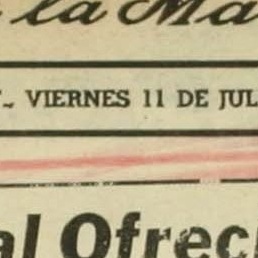 la Ma
VIERNES 11 DE JUL
al Ofrec